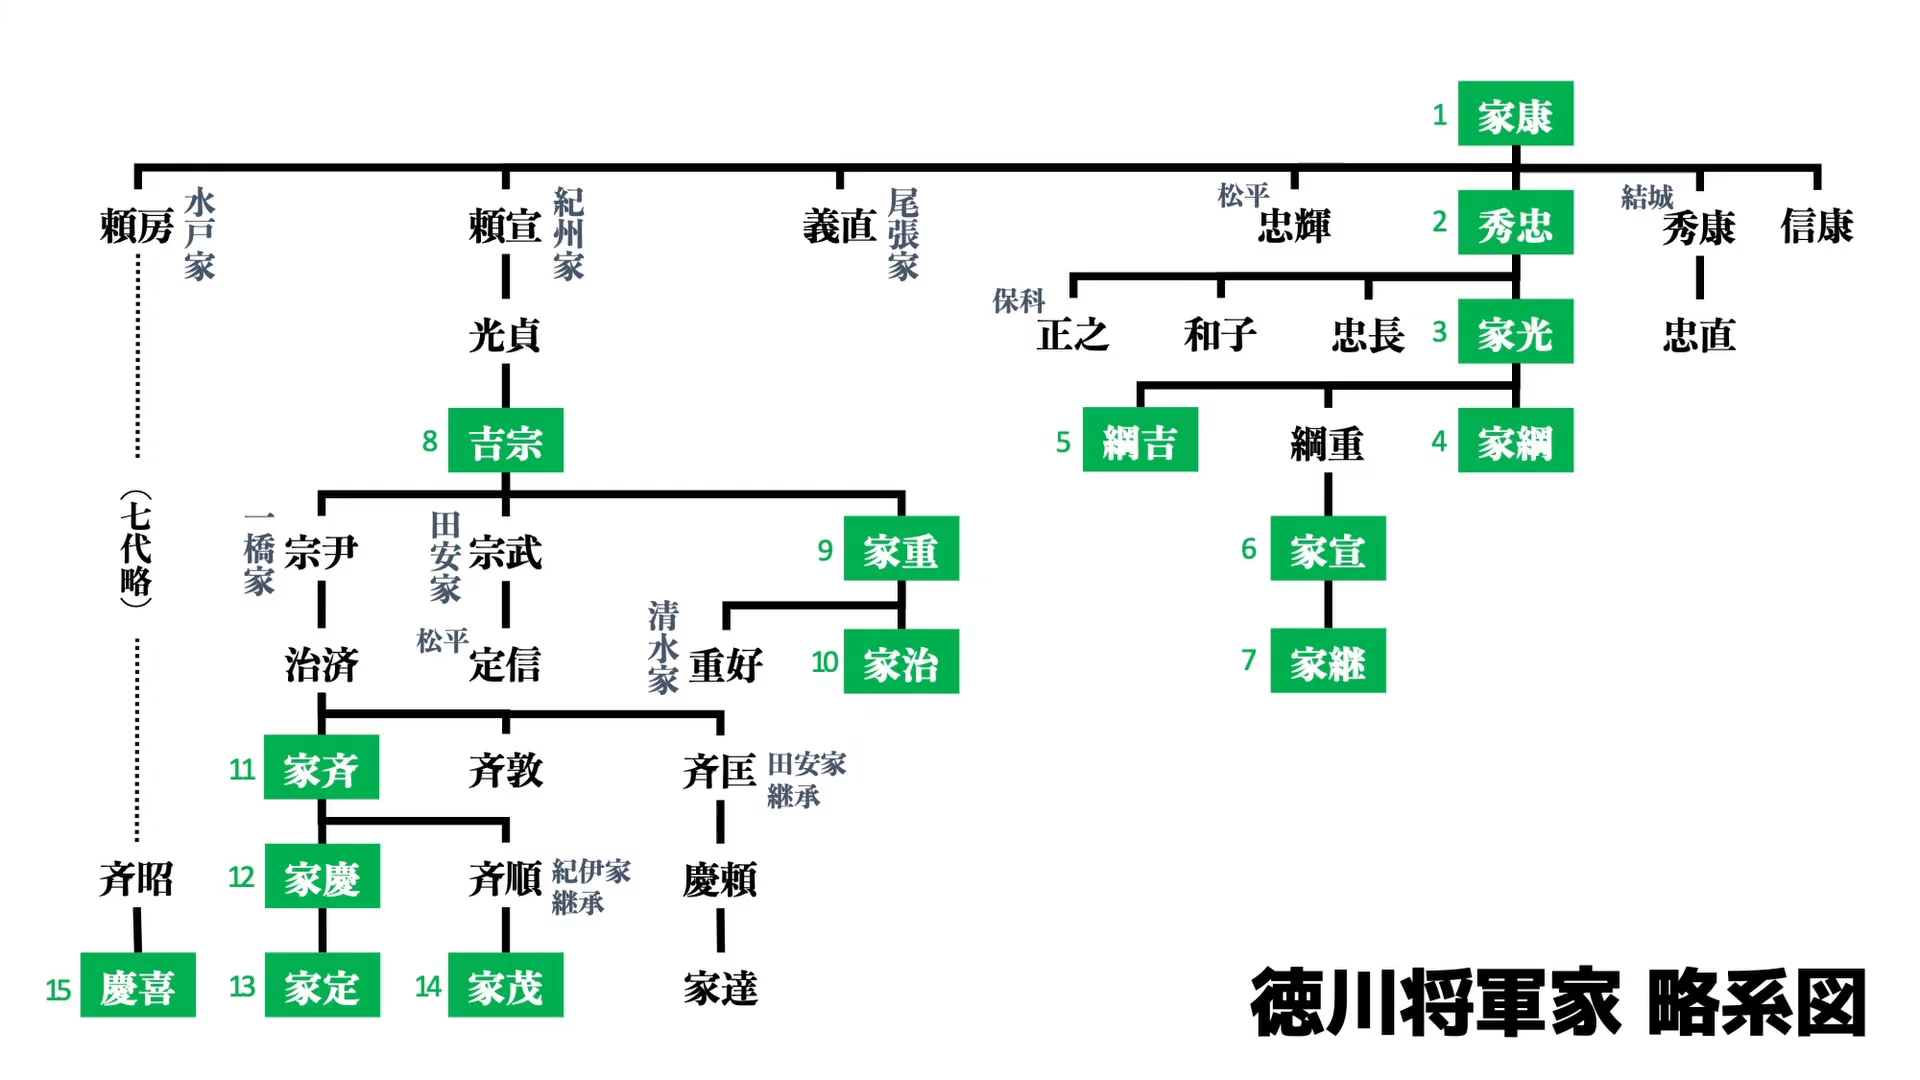 1
家康
水戸家
頼房
紀州家
頼宣
尾張家
義直
松平
忠輝
2
秀忠
結城
秀康
信康
光貞
保科
正之
和子
忠長
3
家光
忠直
8
吉宗
5
綱吉
綱重
4
家綱
(七代略)
一橋家
宗尹
田安家
宗武
9
家重
6
家宣
治済
松平
定信
清水家
重好
10
家治
7
家継
11
家斉
斉敦
斉匡
田安家
継承
斉昭
12
家慶
斉順
紀伊家
継承
慶頼
15
慶喜
13
家定
14
家茂
家達
徳川将軍家 略系図